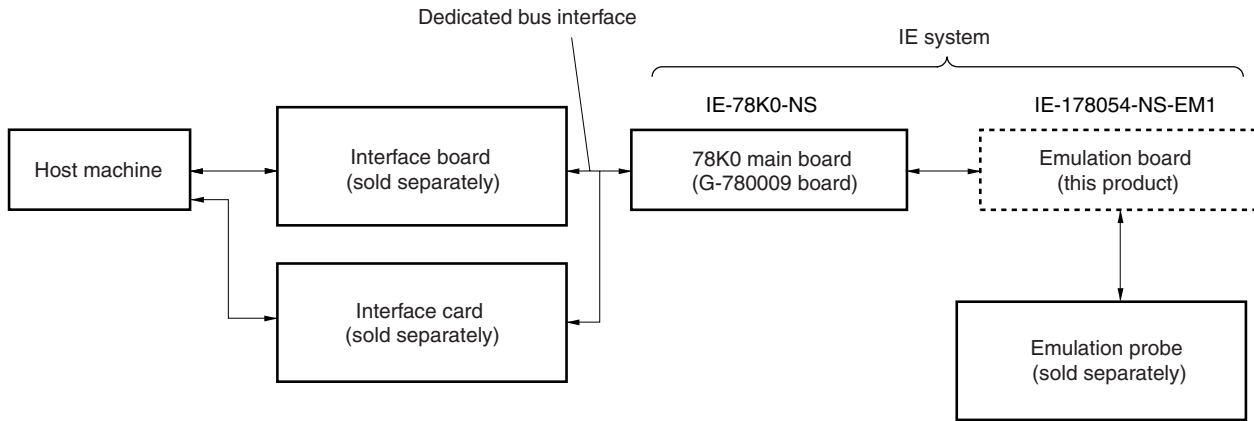 Dedicated bus interface
IE system
IE-78K0-NS
IE-178054-NS-EM1
Host machine
Interface board
(sold separately)
78K0 main board
(G-780009 board)
Emulation board
(this product)
Interface card
(sold separately)
Emulation probe
(sold separately)